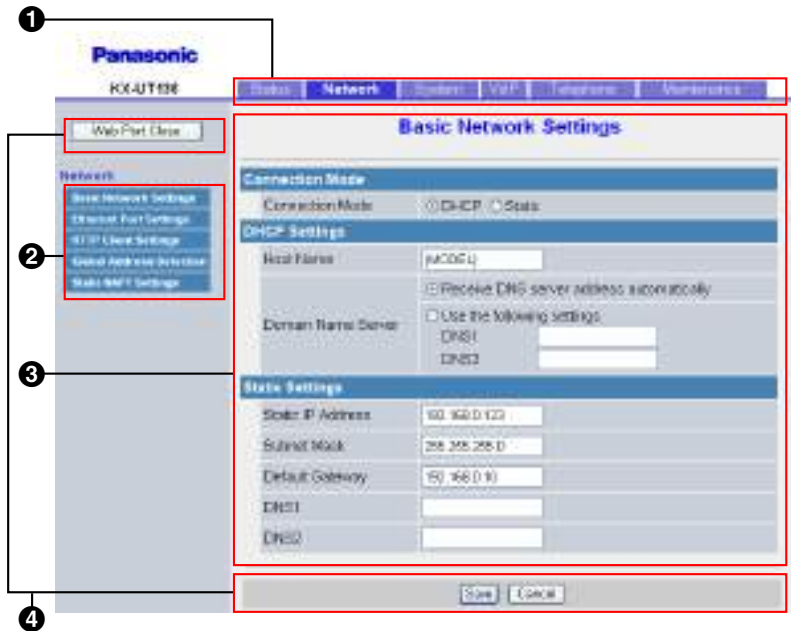 1
Panasonic
KX-UT136
Status Network System VoIP Telephone Maintenance
Web Port Close
Basic Network Settings
Network
Basic Network Settings
Ethernet Port Settings
HTTP Client Settings
Global Address Detection
Static NAPT Settings
2
Connection Mode
Connection Mode DHCP Static
DHCP Settings
Host Name {MODEL}
Receive DNS server address automatically
Domain Name Server
Use the following settings
DNS1
DNS2
3
Static Settings
Static IP Address 192.168.0.123
Subnet Mask 255.255.255.0
Default Gateway 192.168.0.10
DNS1
DNS2
4
Save Cancel